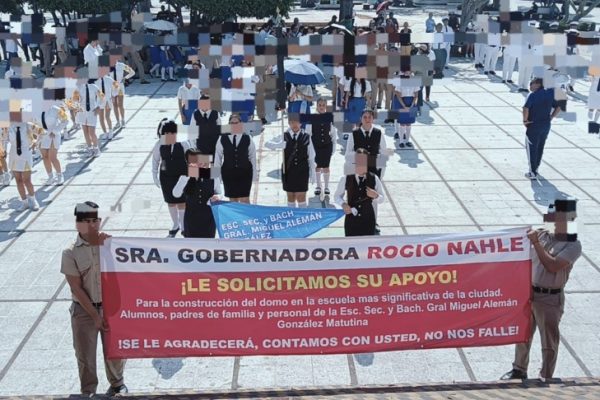 ESC. SEC. Y BACH.
GRAL. MIGUEL ALEMÁN
SRA. GOBERNADORA ROCIO NAHLE
¡LE SOLICITAMOS SU APOYO!
Para la construcción del domo en la escuela mas significativa de la ciudad.
Alumnos, padres de familia y personal de la Esc. Sec. y Bach. Gral Miguel Alemán
González Matutina
!SE LE AGRADECERÁ, CONTAMOS CON USTED, NO NOS FALLE!